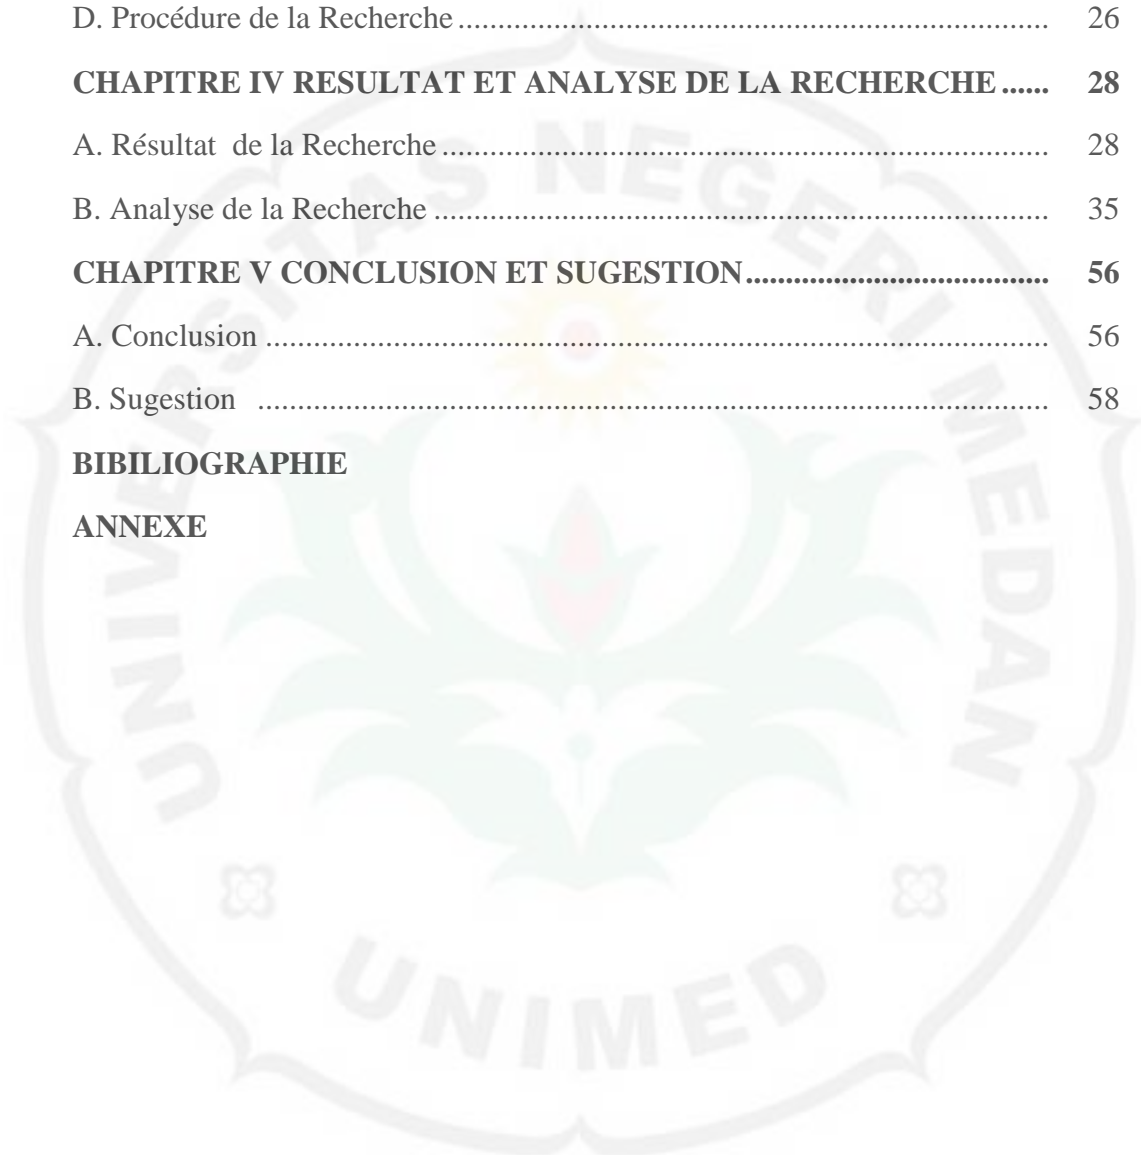 D. Procédure de la Recherche ........................................................................... 26
CHAPITRE IV RESULTAT ET ANALYSE DE LA RECHERCHE ...... 28
A. Résultat de la Recherche ............................................................................. 28
B. Analyse de la Recherche .............................................................................. 35
CHAPITRE V CONCLUSION ET SUGESTION ..................................... 56
A. Conclusion .................................................................................................... 56
B. Sugestion ..................................................................................................... 58
BIBILIOGRAPHIE
ANNEXE
UNIVERSITAS NEGERI MEDAN
UNIMED